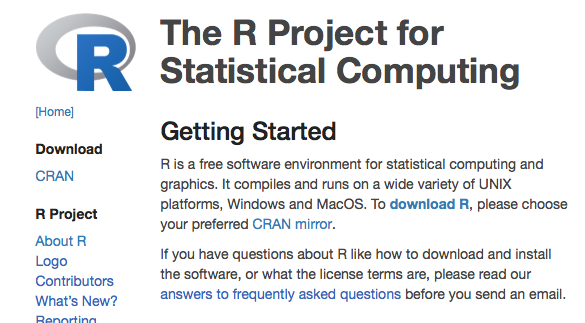 R
The R Project for
Statistical Computing
[Home]
Download
CRAN
R Project
About R
Logo
Contributors
What's New?
Reporting
Getting Started
R is a free software environment for statistical computing and
graphics. It compiles and runs on a wide variety of UNIX
platforms, Windows and MacOS. To download R, please choose
your preferred CRAN mirror.
If you have questions about R like how to download and install
the software, or what the license terms are, please read our
answers to frequently asked questions before you send an email.